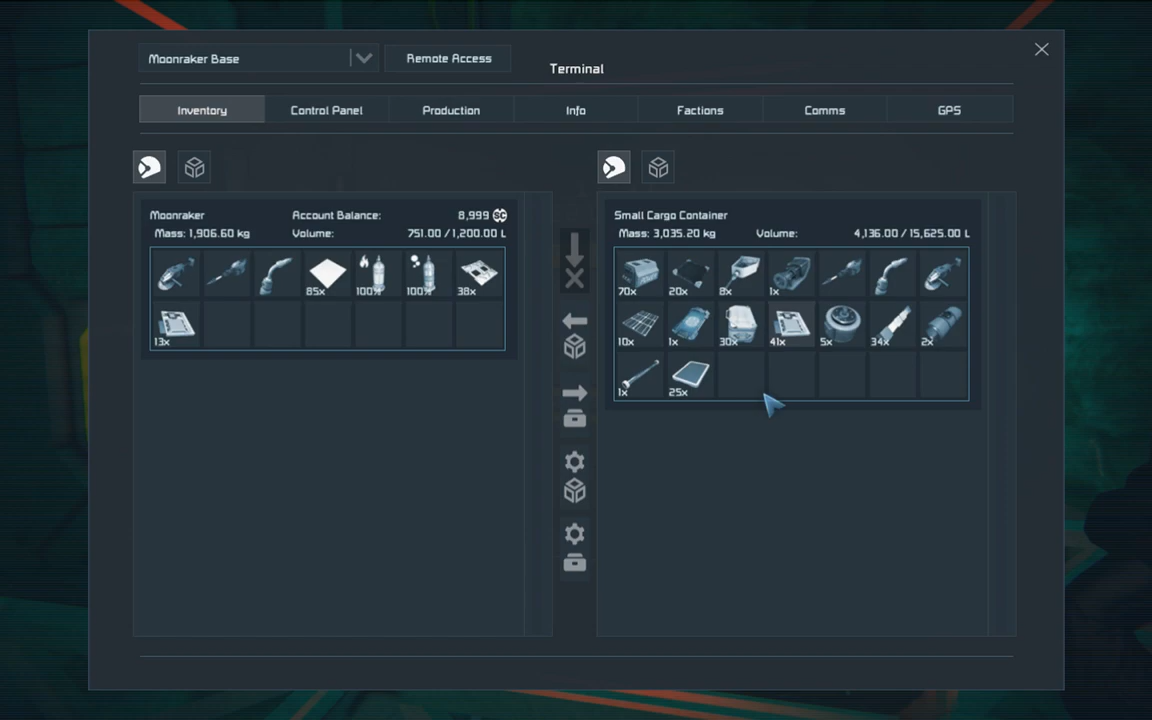 Moonraker Base
Remote Access
Terminal
Inventory
Control Panel
Production
Info
Factions
Comms
GPS
Moonraker
Account Balance:
8,999 SC
Mass: 1,906.60 kg
Volume:
751.00 / 1,200.00 L
85x
100%
100%
38x
13x
Small Cargo Container
Mass: 3,035.20 kg
Volume:
4,136.00 / 15,625.00 L
70x
20x
8x
1x
10x
1x
30x
41x
5x
34x
2x
1x
25x